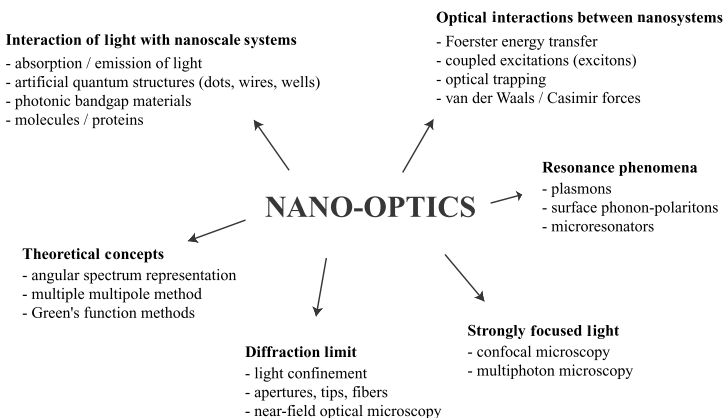 Interaction of light with nanoscale systems
- absorption / emission of light
- artificial quantum structures (dots, wires, wells)
- photonic bandgap materials
- molecules / proteins
Optical interactions between nanosystems
- Foerster energy transfer
- coupled excitations (excitons)
- optical trapping
- van der Waals / Casimir forces
Resonance phenomena
- plasmons
- surface phonon-polaritons
- microresonators
NANO-OPTICS
Theoretical concepts
- angular spectrum representation
- multiple multipole method
- Green's function methods
Diffraction limit
- light confinement
- apertures, tips, fibers
- near-field optical microscopy
Strongly focused light
- confocal microscopy
- multiphoton microscopy